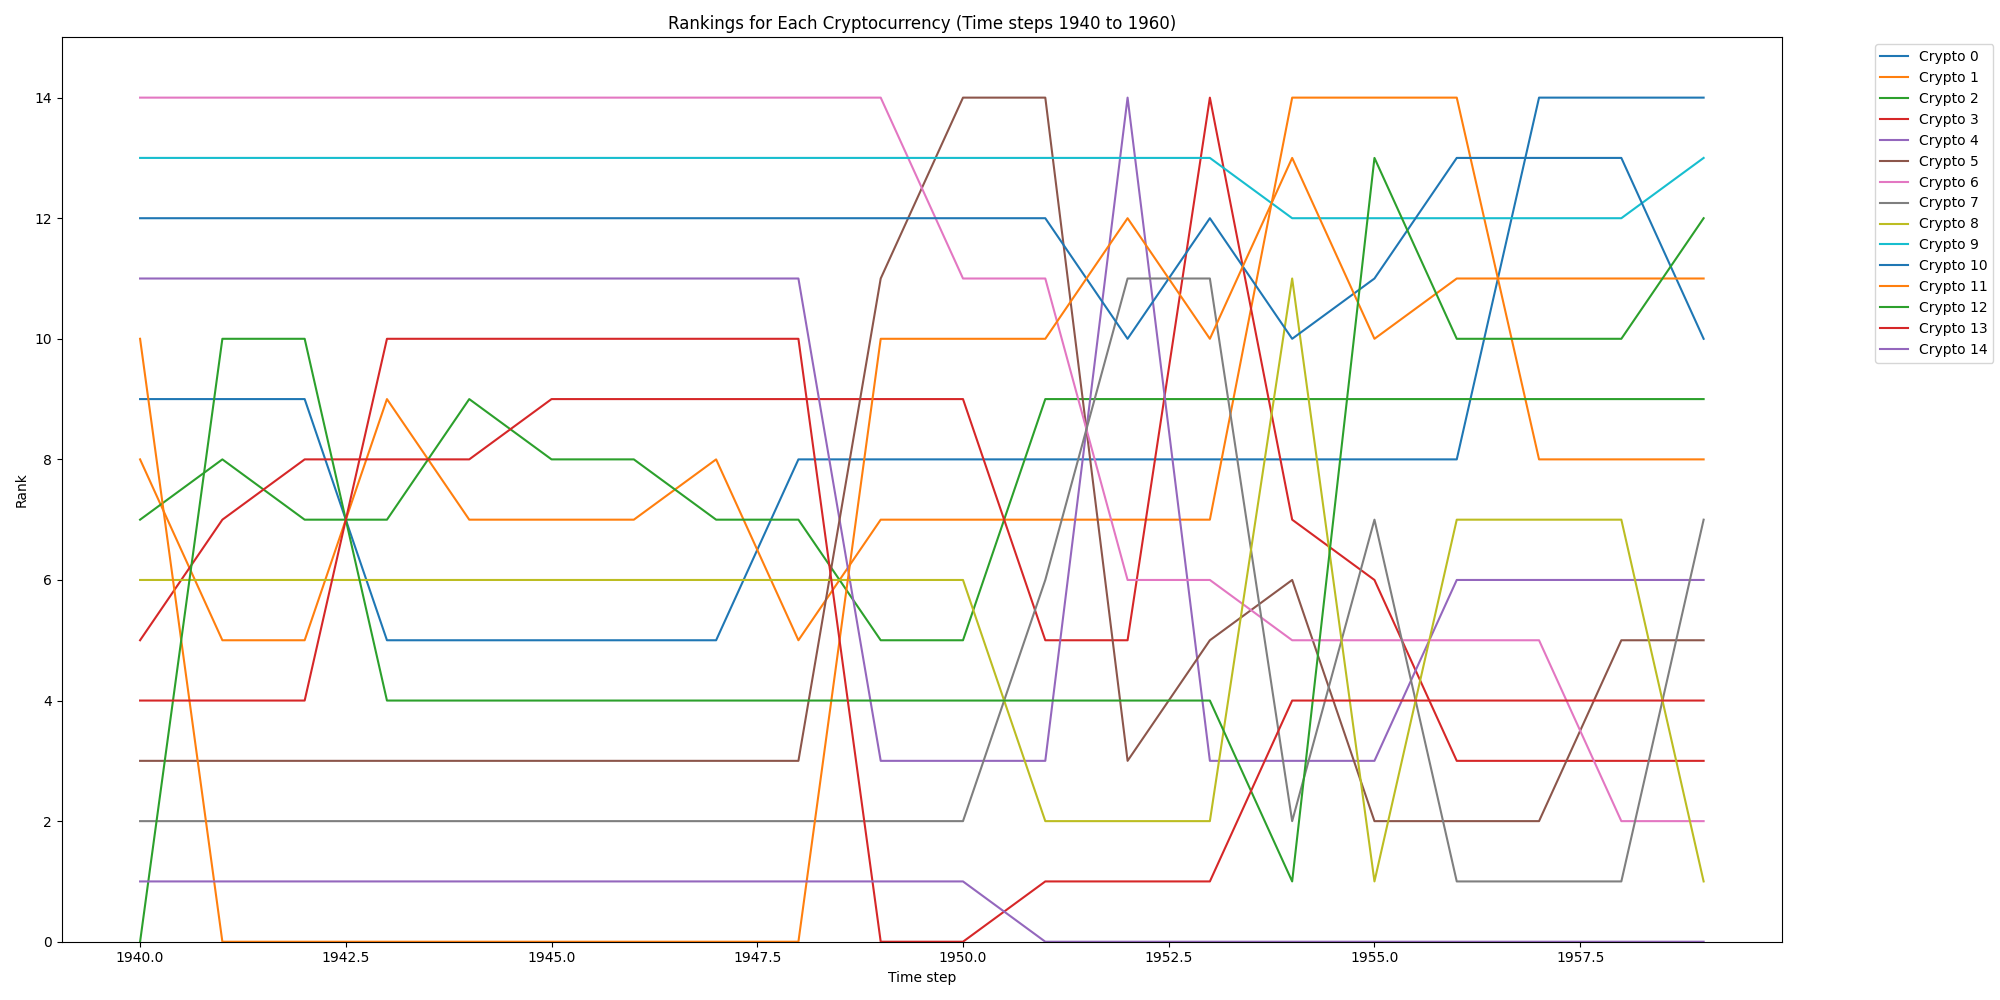 Rankings for Each Cryptocurrency (Time steps 1940 to 1960)
Rank
14
12
10
8
6
4
2
0
1940.0
1942.5
1945.0
1947.5
1950.0
1952.5
1955.0
1957.5
Time step
Crypto 0
Crypto 1
Crypto 2
Crypto 3
Crypto 4
Crypto 5
Crypto 6
Crypto 7
Crypto 8
Crypto 9
Crypto 10
Crypto 11
Crypto 12
Crypto 13
Crypto 14